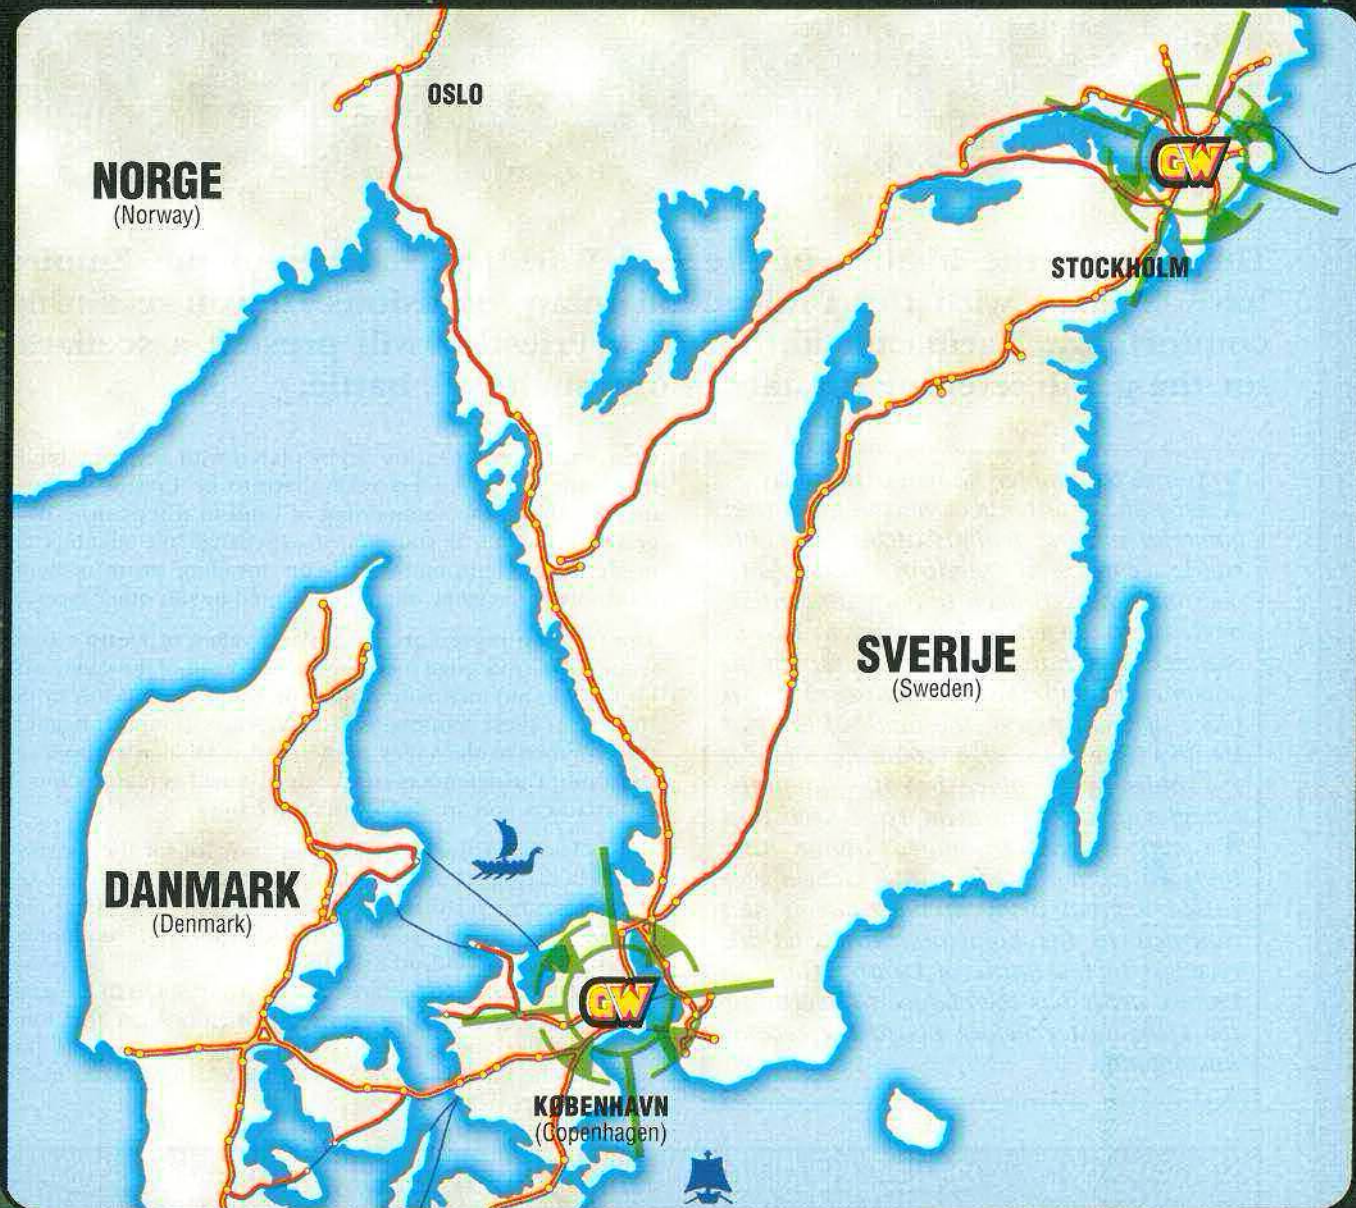 OSLO
NORGE
(Norway)
GW
STOCKHOLM
SVERIJE
(Sweden)
DANMARK
(Denmark)
GW
KØBENHAVN
(Copenhagen)